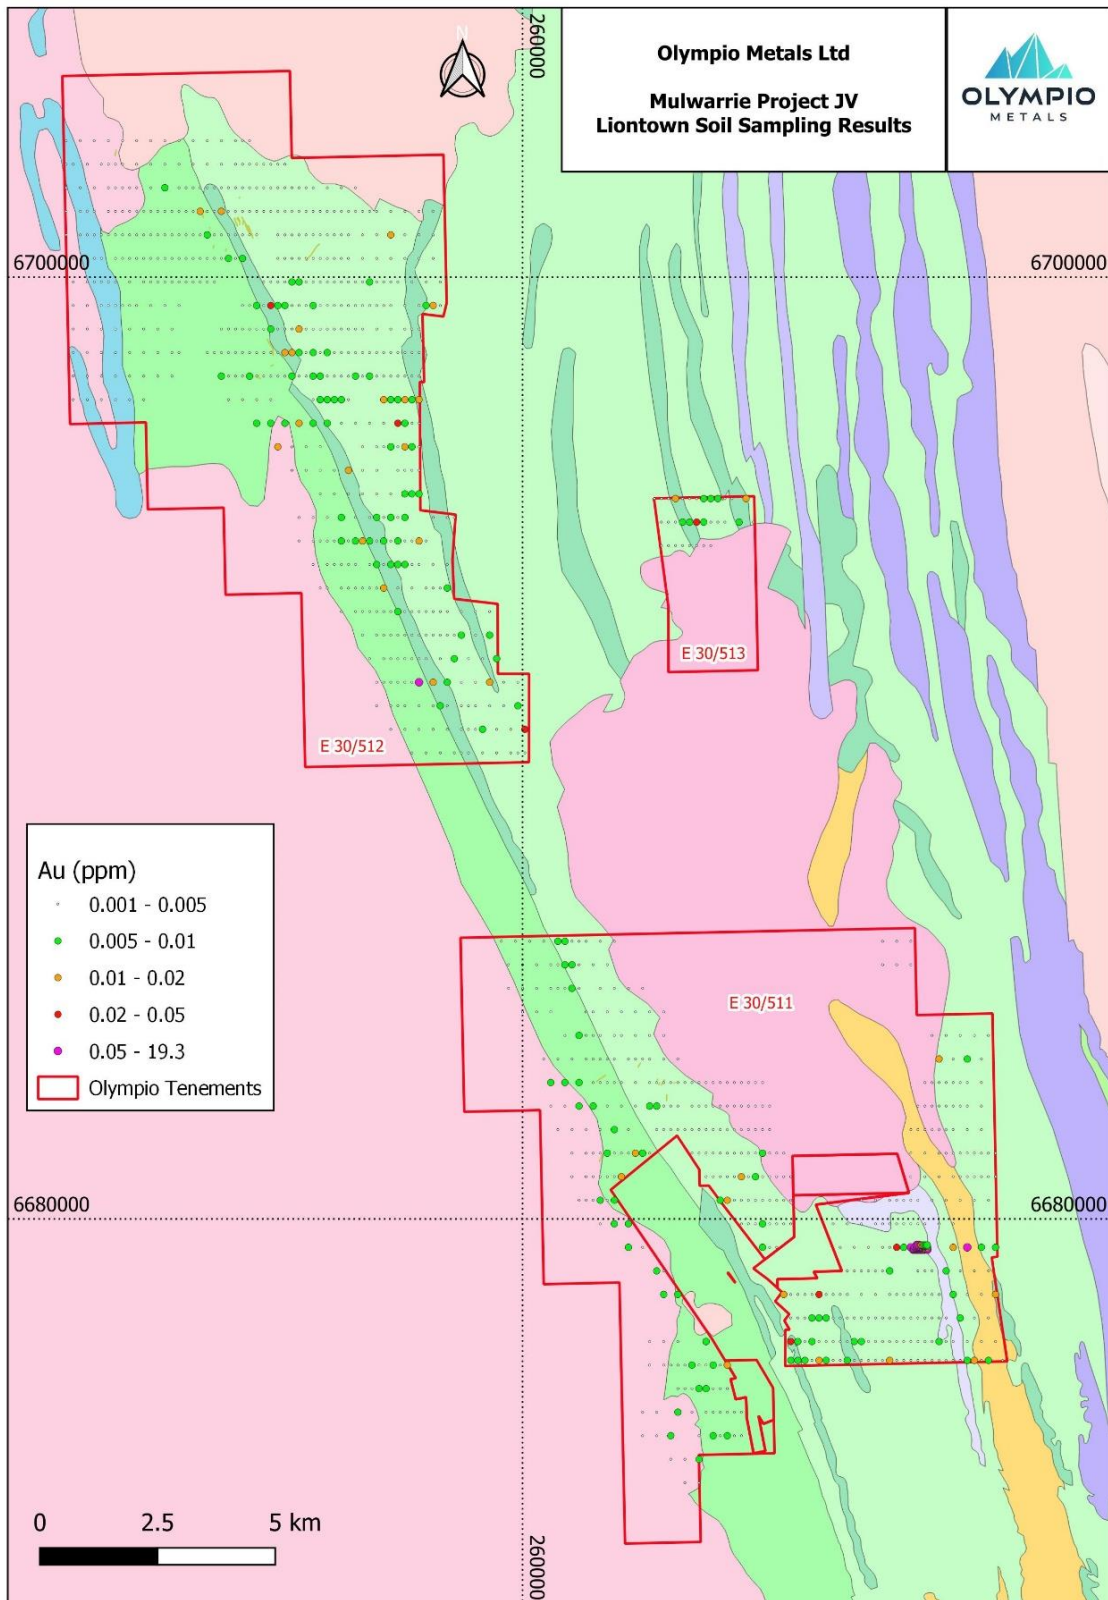 Olympio Metals Ltd
Mulwarrie Project JV
Liontown Soil Sampling Results
OLYMPIO
METALS
N
260000
6700000
6700000
E 30/513
E 30/512
Au (ppm)
0.001 - 0.005
0.005 - 0.01
0.01 - 0.02
0.02 - 0.05
0.05 - 19.3
Olympio Tenements
E 30/511
6680000
6680000
0 2.5 5 km
260000